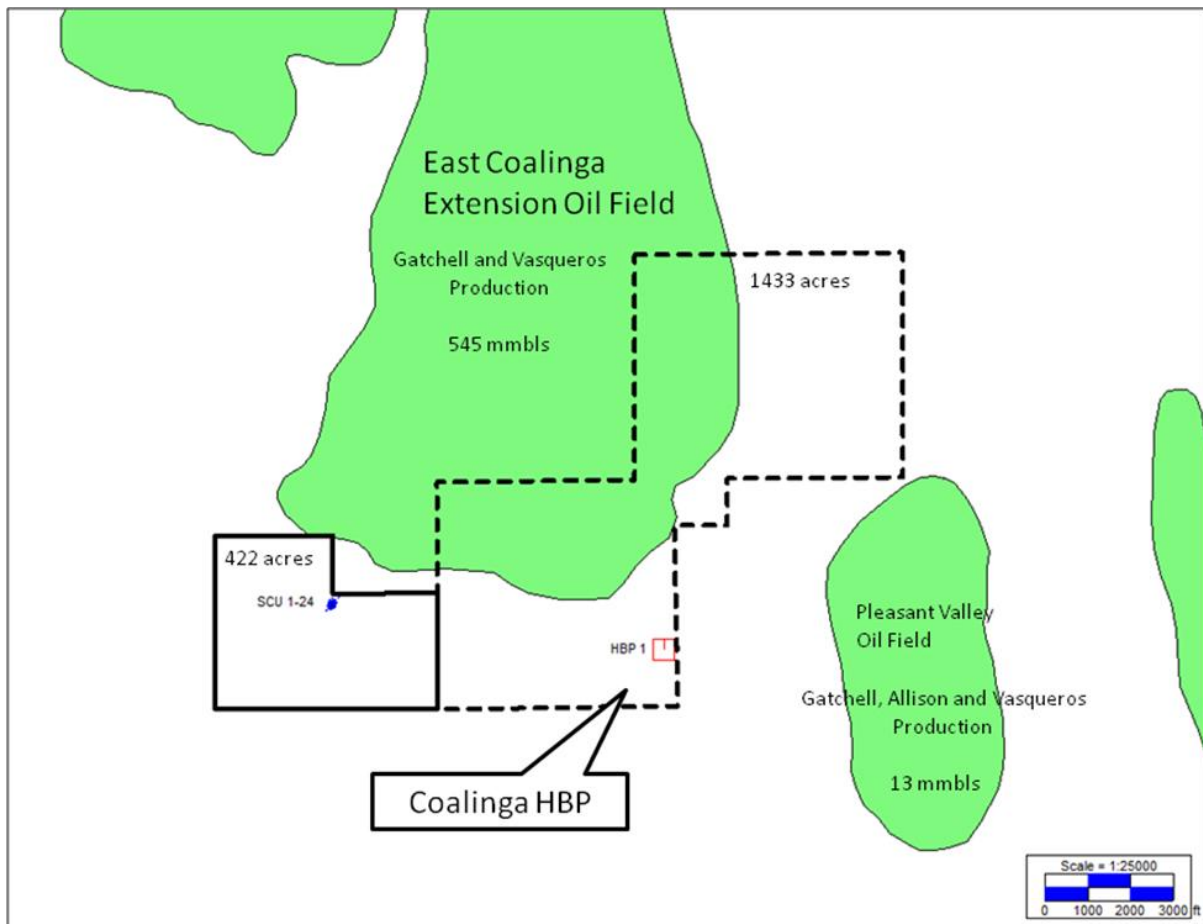 East Coalinga
Extension Oil Field
Gatchell and Vasqueros
Production
545 mmbls
1433 acres
422 acres
SCU 1-24
HBP 1
Pleasant Valley
Oil Field
Gatchell, Allison and Vasqueros
Production
13 mmbls
Coalinga HBP
Scale = 1:25000
0 1000 2000 3000 ft